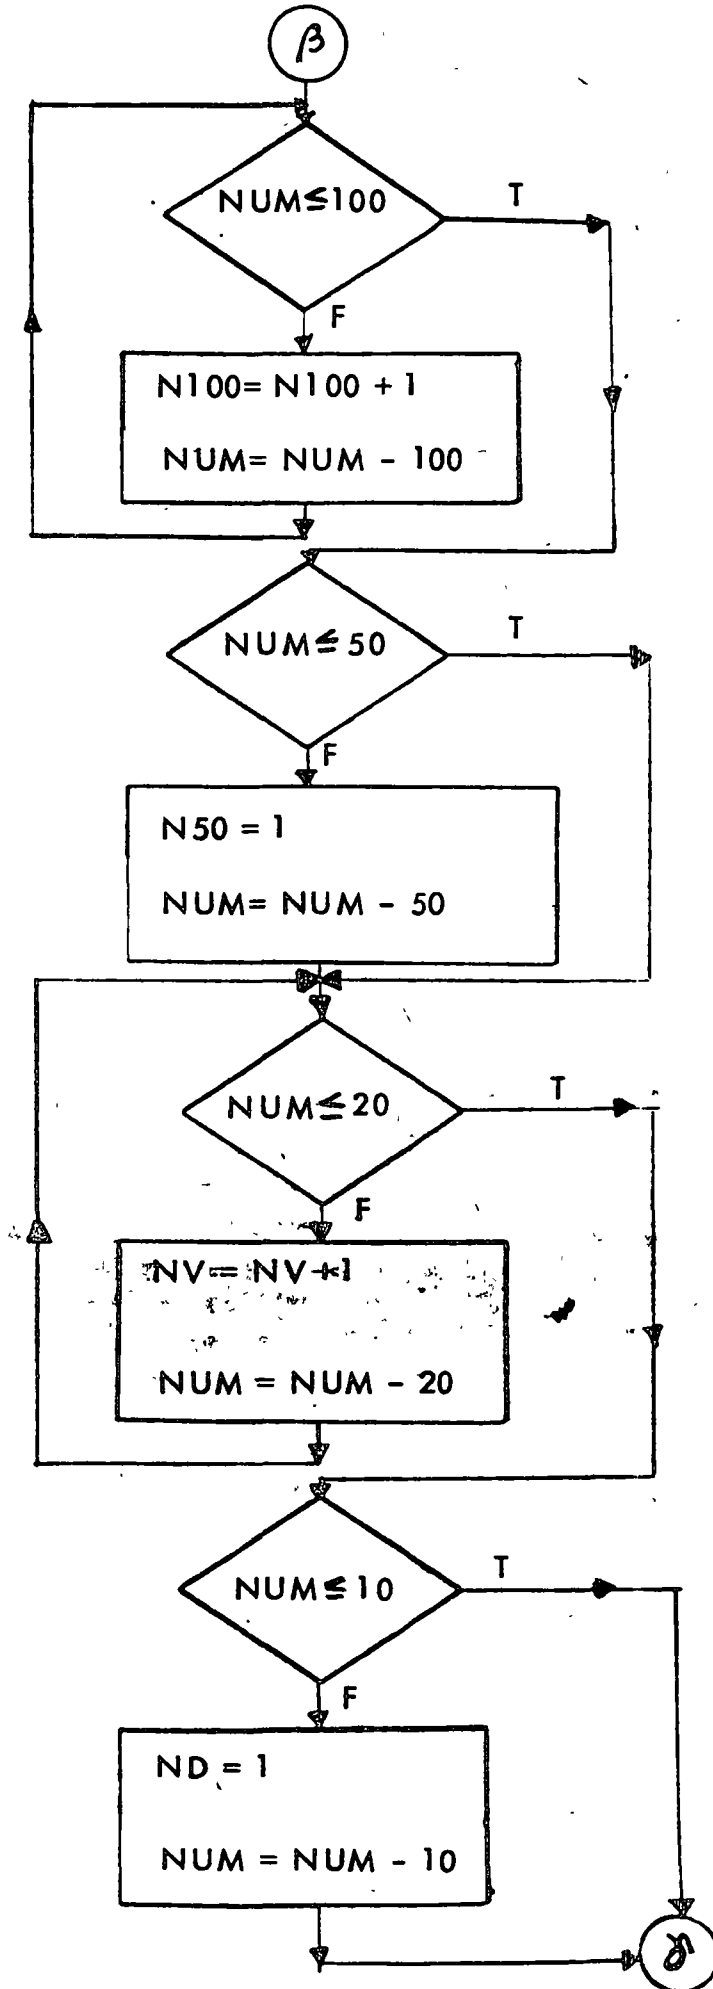 β
NUM≤100
T
F
N100= N100 + 1
NUM= NUM - 100
NUM≤ 50
T
F
N50 = 1
NUM= NUM - 50
NUM≤20
T
F
NV= NV+1
NUM = NUM - 20
NUM≤10
T
F
ND = 1
NUM = NUM - 10